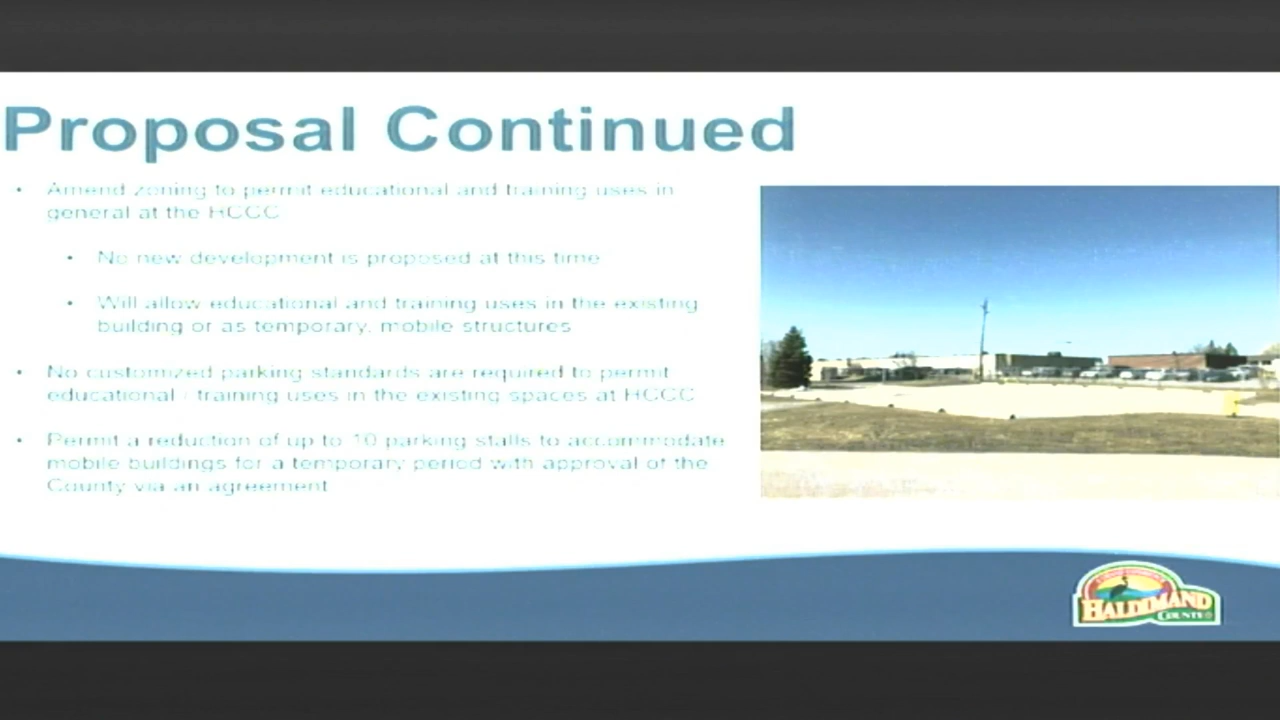 Proposal Continued
• Amend zoning to permit educational and training uses in
general at the HCCC
• No new development is proposed at this time
• Will allow educational and training uses in the existing
building or as temporary, mobile structures
• No customized parking standards are required to permit
educational / training uses in the existing spaces at HCCC
• Permit a reduction of up to 10 parking stalls to accommodate
mobile buildings for a temporary period with approval of the
County via an agreement
HALDIMAND
COUNTY